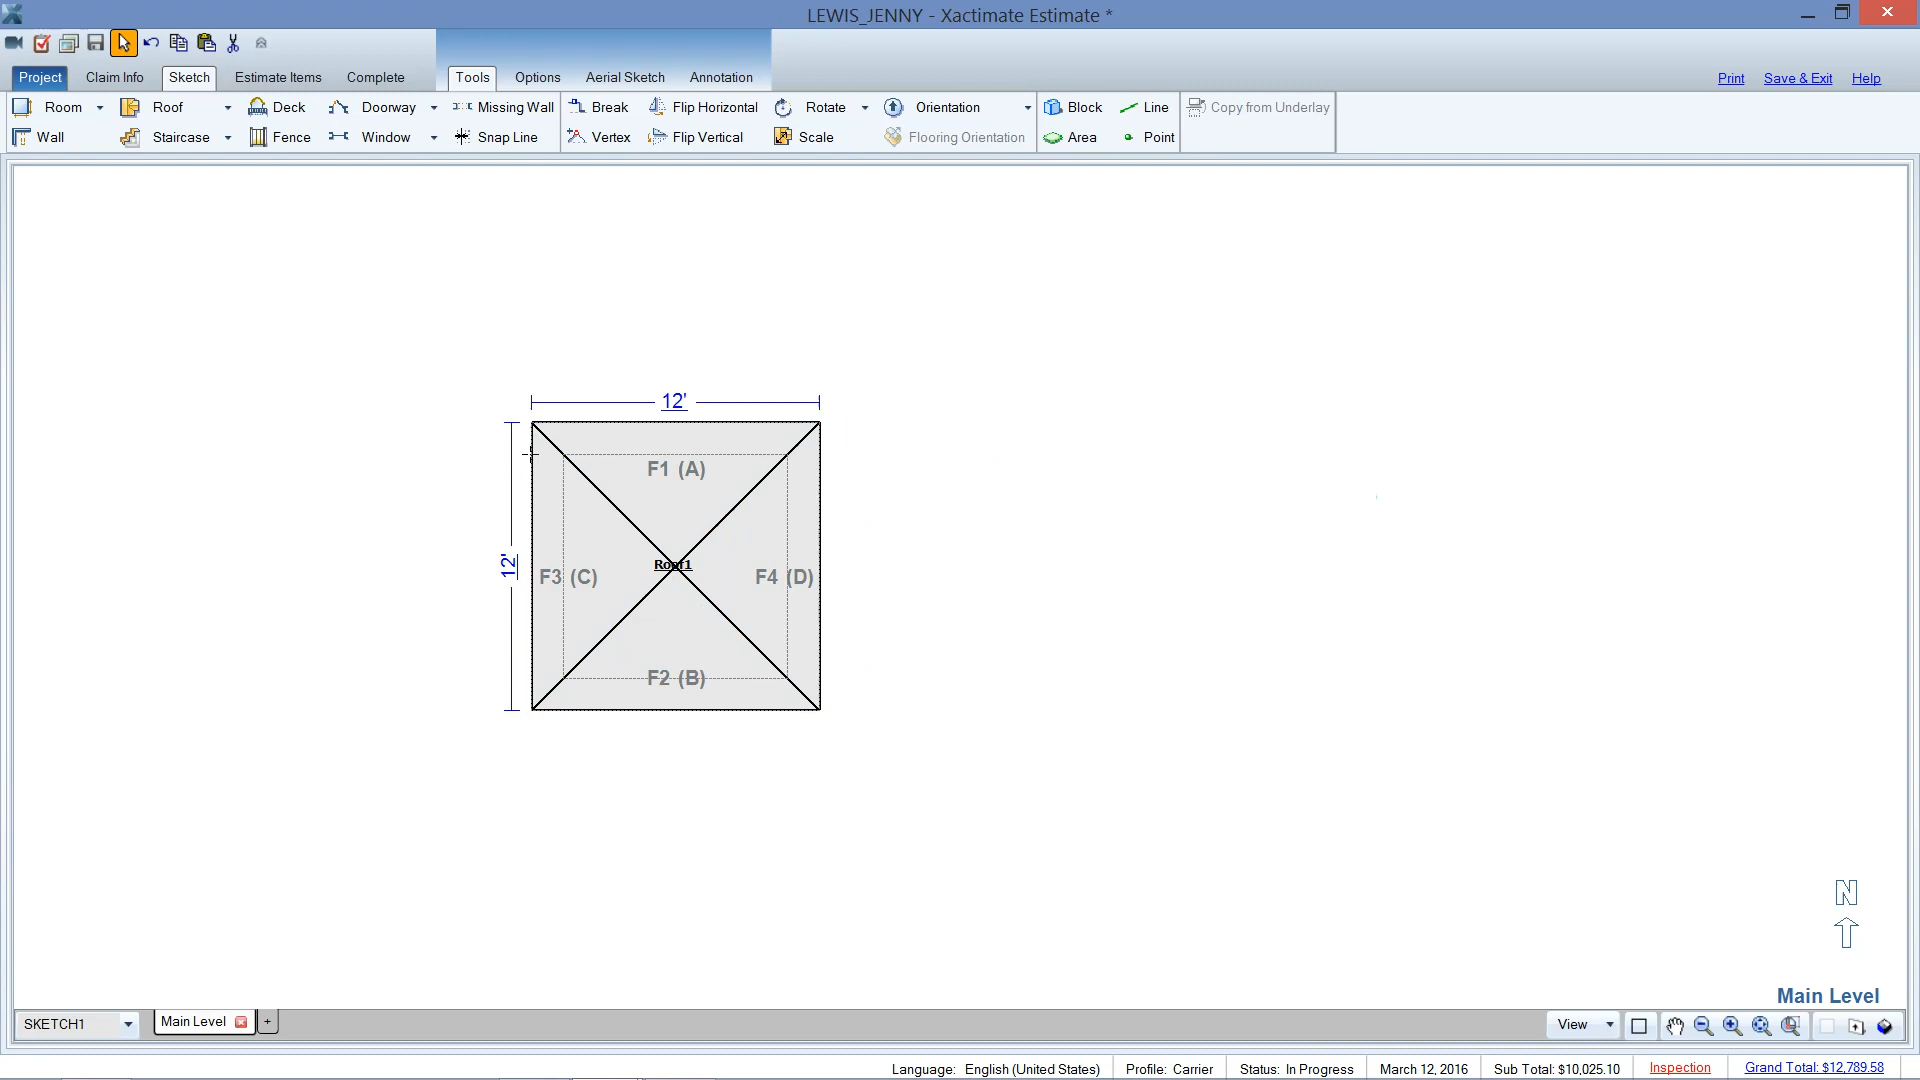 LEWIS_JENNY - Xactimate Estimate *
Project Claim Info Sketch Estimate Items Complete Tools Options Aerial Sketch Annotation Print Save & Exit Help
Room Roof Deck Doorway Missing Wall Break Flip Horizontal Rotate Orientation Block Line Copy from Underlay
Wall Staircase Fence Window Snap Line Vertex Flip Vertical Scale Flooring Orientation Area Point
12'
F1 (A)
12'
Roof1
F3 (C)
F4 (D)
F2 (B)
N
Main Level
SKETCH1 Main Level + View
Language: English (United States) Profile: Carrier Status: In Progress March 12, 2016 Sub Total: $10,025.10 Inspection Grand Total: $12,789.58